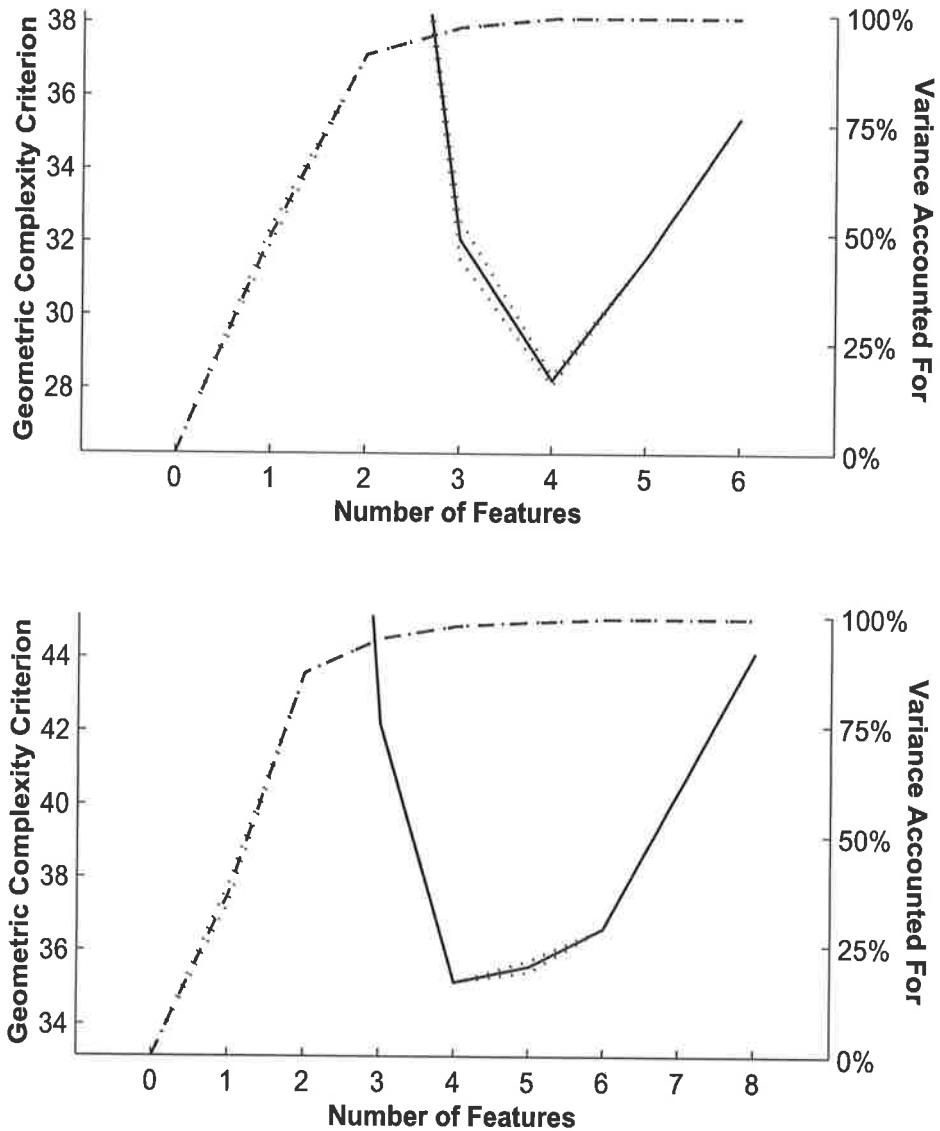 Geometric Complexity Criterion
38
36
34
32
30
28
100%
75%
50%
25%
0%
Variance Accounted For
0 1 2 3 4 5 6
Number of Features
Geometric Complexity Criterion
44
42
40
38
36
34
100%
75%
50%
25%
0%
Variance Accounted For
0 1 2 3 4 5 6 7 8
Number of Features